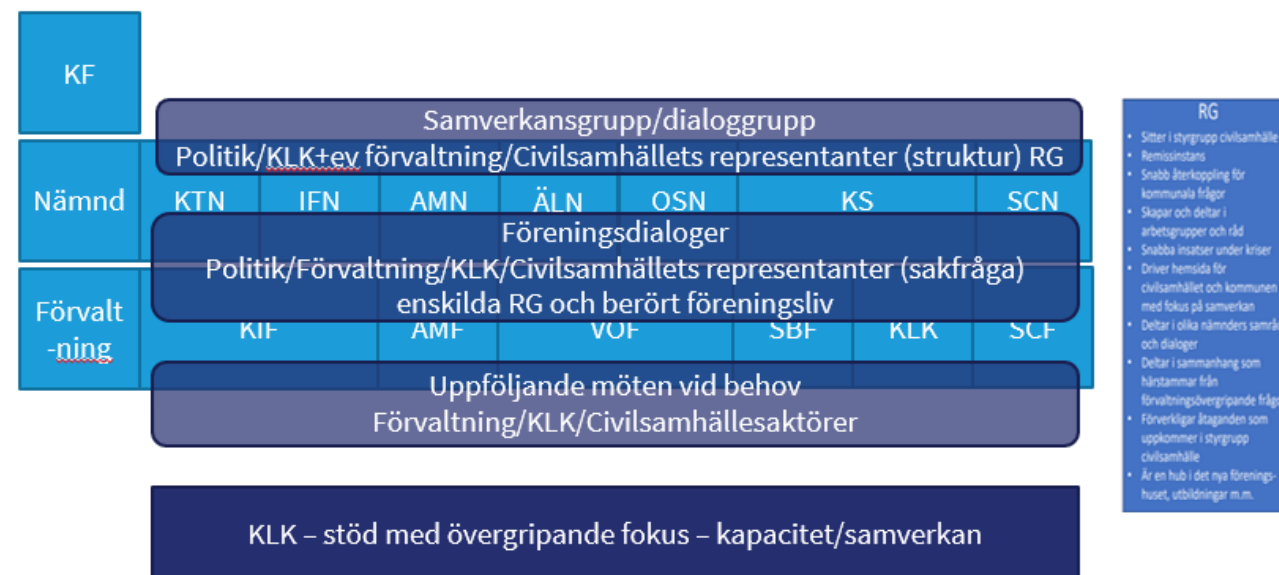 KF
Samverkansgrupp/dialoggrupp
Politik/KLK+ev förvaltning/Civilsamhällets representanter (struktur) RG
Nämnd
KTN
IFN
AMN
ÄLN
OSN
KS
SCN
Föreningsdialoger
Politik/Förvaltning/KLK/Civilsamhällets representanter (sakfråga)
enskilda RG och berört föreningsliv
Förvalt
-ning
KIF
AMF
VOF
SBF
KLK
SCF
Uppföljande möten vid behov
Förvaltning/KLK/Civilsamhällesaktörer
KLK – stöd med övergripande fokus – kapacitet/samverkan
RG
• Sitter i styrgrupp civilsamhälle
• Remissinstans
• Snabb återkoppling för
kommunala frågor
• Skapar och deltar i
arbetsgrupper och råd
• Snabba insatser under kriser
• Driver hemsida för
civilsamhället och kommunen
med fokus på samverkan
• Deltar i olika nämnders samråd
och dialoger
• Deltar i sammanhang som
härstammar från
förvaltningsövergripande frågo
• Förverkligar åtaganden som
uppkommer i styrgrupp
civilsamhälle
• Är en hub i det nya förenings-
huset, utbildningar m.m.